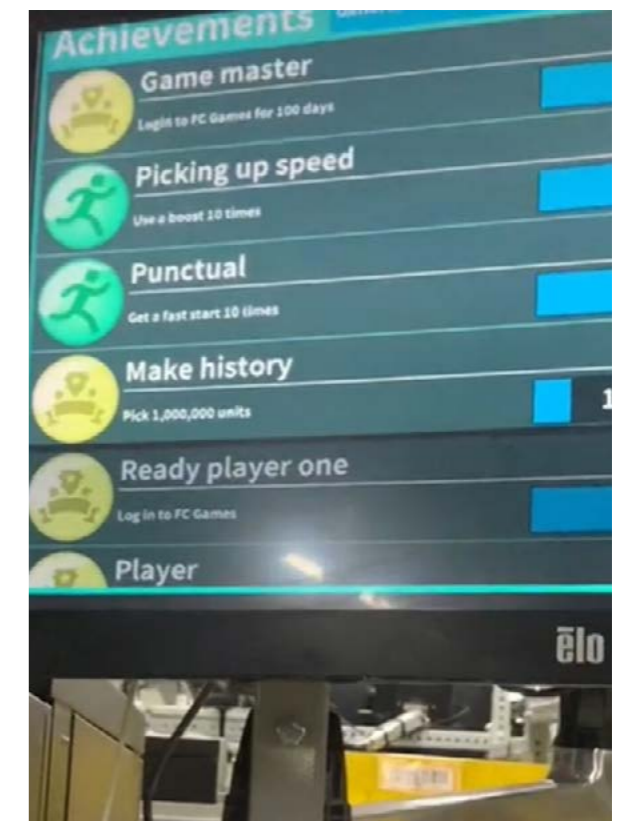 Achievements
Game master
Login to FC Games for 100 days
Picking up speed
Use a boost 10 times
Punctual
Get a fast start 10 times
Make history
Pick 1,000,000 units
1
Ready player one
Log in to FC Games
Player
ēlo